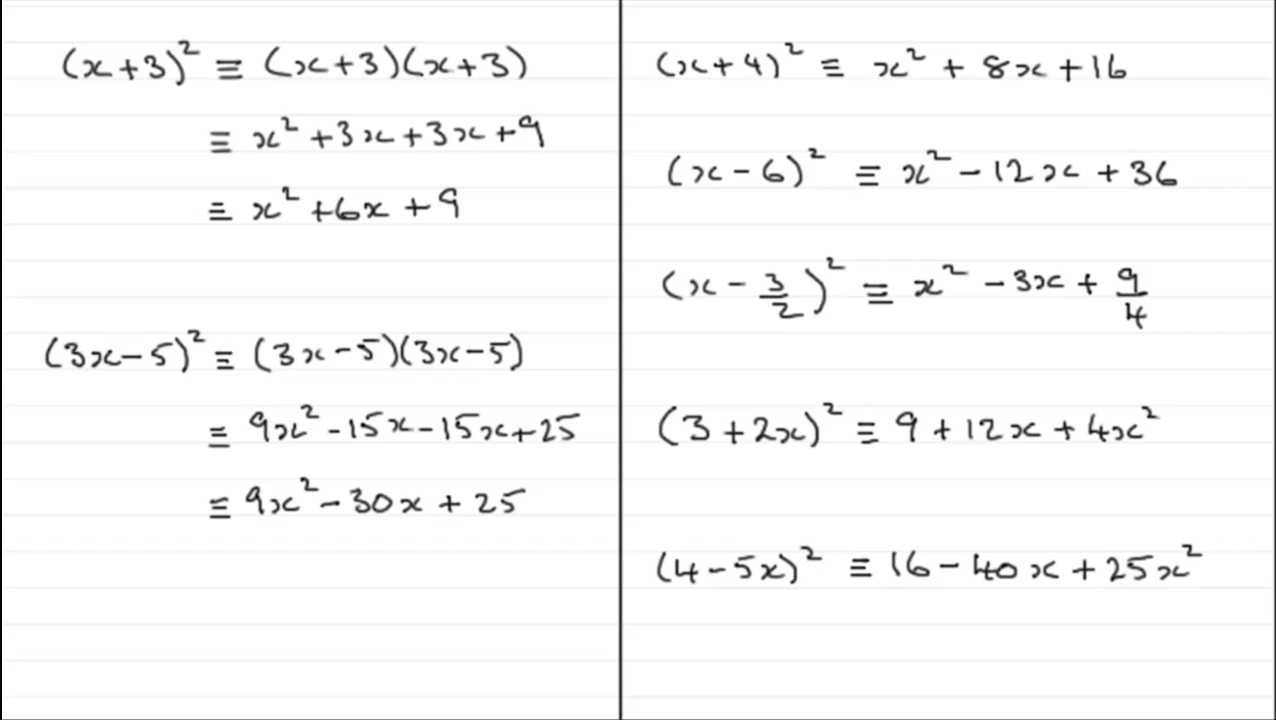 (x+3)² ≡ (x+3)(x+3)
≡ x² + 3x + 3x + 9
≡ x² + 6x + 9
(3x-5)² ≡ (3x-5)(3x-5)
≡ 9x² - 15x - 15x + 25
≡ 9x² - 30x + 25
(x+4)² ≡ x² + 8x + 16
(x-6)² ≡ x² - 12x + 36
(x - 3/2)² ≡ x² - 3x + 9/4
(3+2x)² ≡ 9 + 12x + 4x²
(4-5x)² ≡ 16 - 40x + 25x²